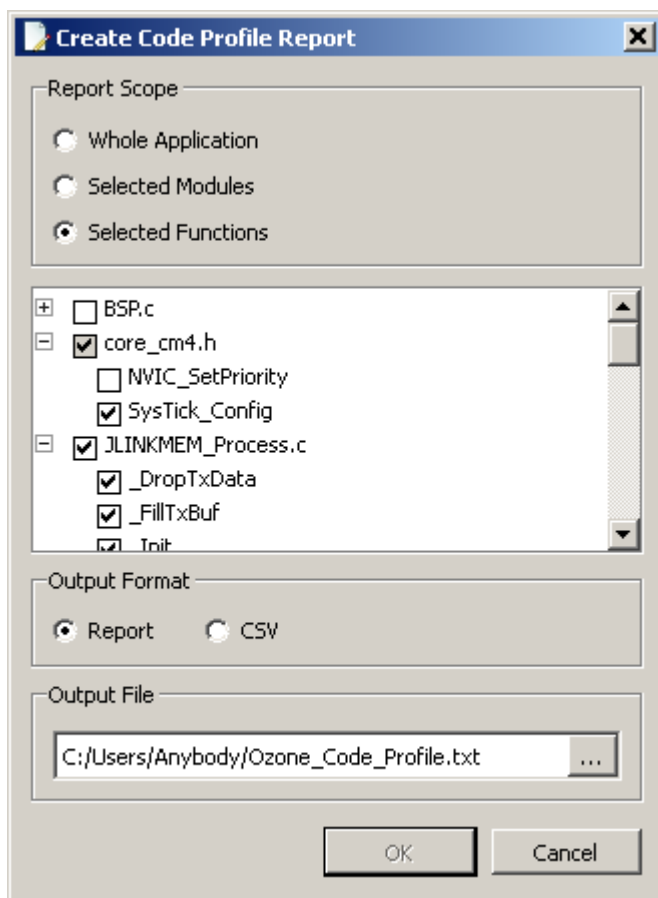 Create Code Profile Report
Report Scope
Whole Application
Selected Modules
Selected Functions
BSP.c
core_cm4.h
NVIC_SetPriority
SysTick_Config
JLINKMEM_Process.c
_DropTxData
_FillTxBuf
_Init
Output Format
Report CSV
Output File
C:/Users/Anybody/Ozone_Code_Profile.txt ...
OK Cancel